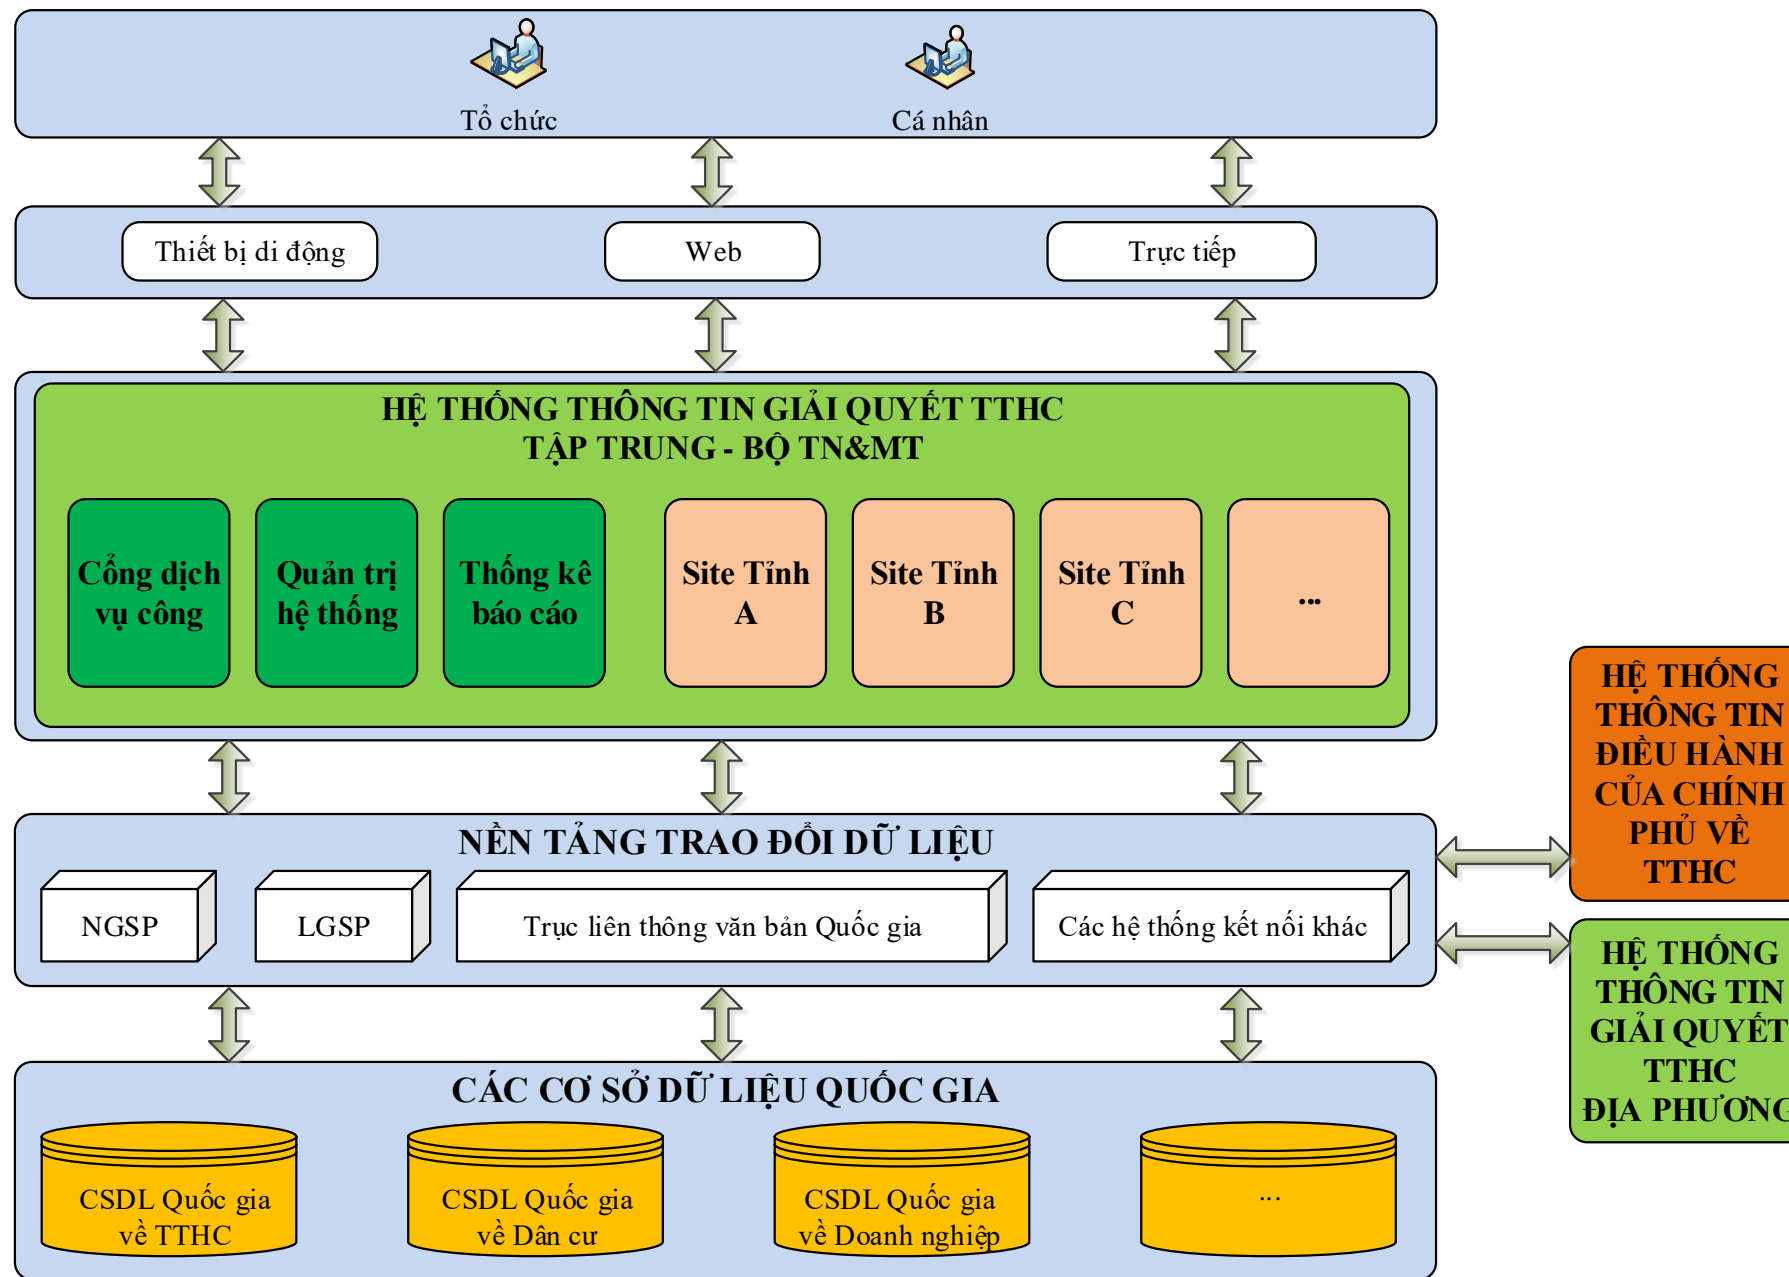 Tổ chức
Cá nhân
Thiết bị di động
Web
Trực tiếp
HỆ THỐNG THÔNG TIN GIẢI QUYẾT TTHC
TẬP TRUNG - BỘ TN&MT
Cổng dịch
vụ công
Quản trị
hệ thống
Thống kê
báo cáo
Site Tỉnh
A
Site Tỉnh
B
Site Tỉnh
C
...
HỆ THỐNG
THÔNG TIN
ĐIỀU HÀNH
CỦA CHÍNH
PHỦ VỀ
TTHC
NỀN TẢNG TRAO ĐỔI DỮ LIỆU
NGSP
LGSP
Trục liên thông văn bản Quốc gia
Các hệ thống kết nối khác
HỆ THỐNG
THÔNG TIN
GIẢI QUYẾT
TTHC
ĐỊA PHƯƠNG
CÁC CƠ SỞ DỮ LIỆU QUỐC GIA
CSDL Quốc gia
về TTHC
CSDL Quốc gia
về Dân cư
CSDL Quốc gia
về Doanh nghiệp
...